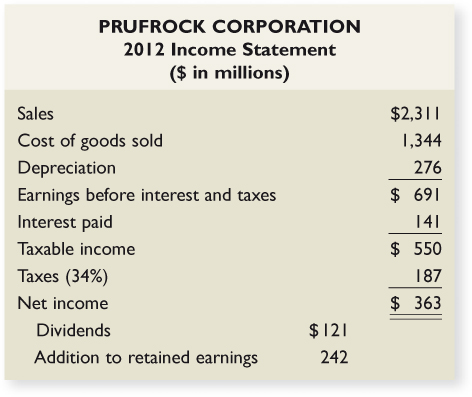 PRUFROCK CORPORATION
2012 Income Statement
($ in millions)
Sales $2,311
Cost of goods sold 1,344
Depreciation 276
Earnings before interest and taxes $ 691
Interest paid 141
Taxable income $ 550
Taxes (34%) 187
Net income $ 363
Dividends $121
Addition to retained earnings 242